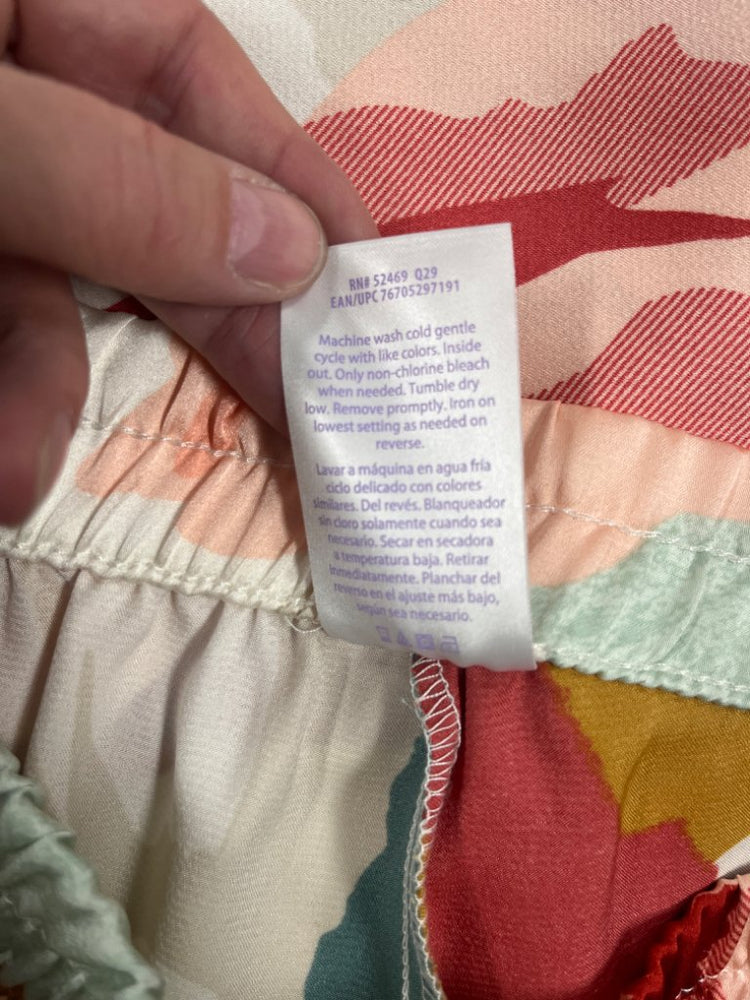 RN# 52469 Q29
EAN/UPC 76705297191
Machine wash cold gentle
cycle with like colors. Inside
out. Only non-chlorine bleach
when needed. Tumble dry
low. Remove promptly. Iron on
lowest setting as needed on
reverse.
Lavar a máquina en agua fría
ciclo delicado con colores
similares. Del revés. Blanqueador
sin cloro solamente cuando sea
necesario. Secar en secadora
a temperatura baja. Retirar
inmediatamente. Planchar del
reverso en el ajuste más bajo,
según sea necesario.